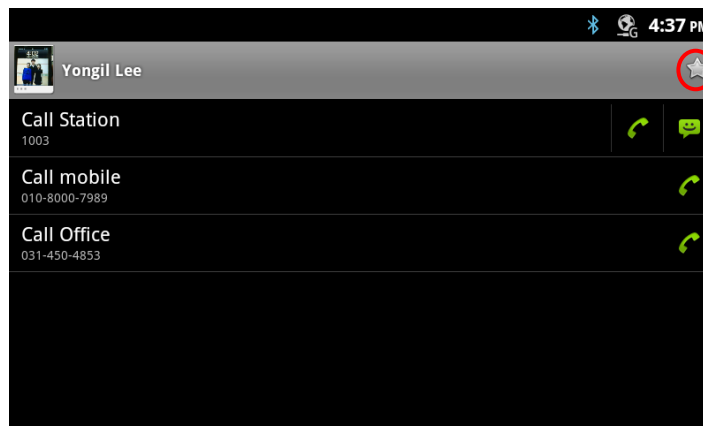 G 4:37 PM
Yongil Lee
Call Station
1003
Call mobile
010-8000-7989
Call Office
031-450-4853